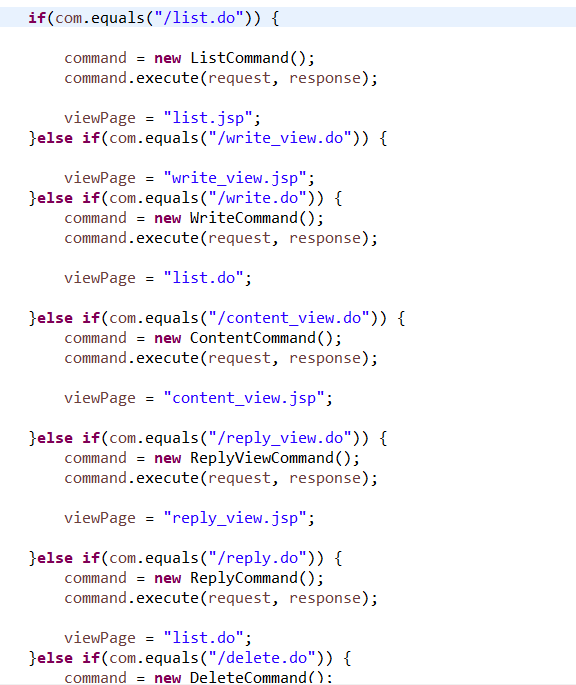 if(com.equals("/list.do")) {
command = new ListCommand();
command.execute(request, response);
viewPage = "list.jsp";
}else if(com.equals("/write_view.do")) {
viewPage = "write_view.jsp";
}else if(com.equals("/write.do")) {
command = new WriteCommand();
command.execute(request, response);
viewPage = "list.do";
}else if(com.equals("/content_view.do")) {
command = new ContentCommand();
command.execute(request, response);
viewPage = "content_view.jsp";
}else if(com.equals("/reply_view.do")) {
command = new ReplyViewCommand();
command.execute(request, response);
viewPage = "reply_view.jsp";
}else if(com.equals("/reply.do")) {
command = new ReplyCommand();
command.execute(request, response);
viewPage = "list.do";
}else if(com.equals("/delete.do")) {
command = new DeleteCommand();